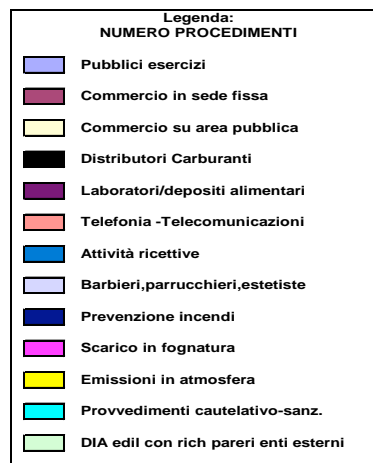 Legenda:
NUMERO PROCEDIMENTI
Pubblici esercizi
Commercio in sede fissa
Commercio su area pubblica
Distributori Carburanti
Laboratori/depositi alimentari
Telefonia -Telecomunicazioni
Attività ricettive
Barbieri,parrucchieri,estetiste
Prevenzione incendi
Scarico in fognatura
Emissioni in atmosfera
Provvedimenti cautelativo-sanz.
DIA edil con rich pareri enti esterni